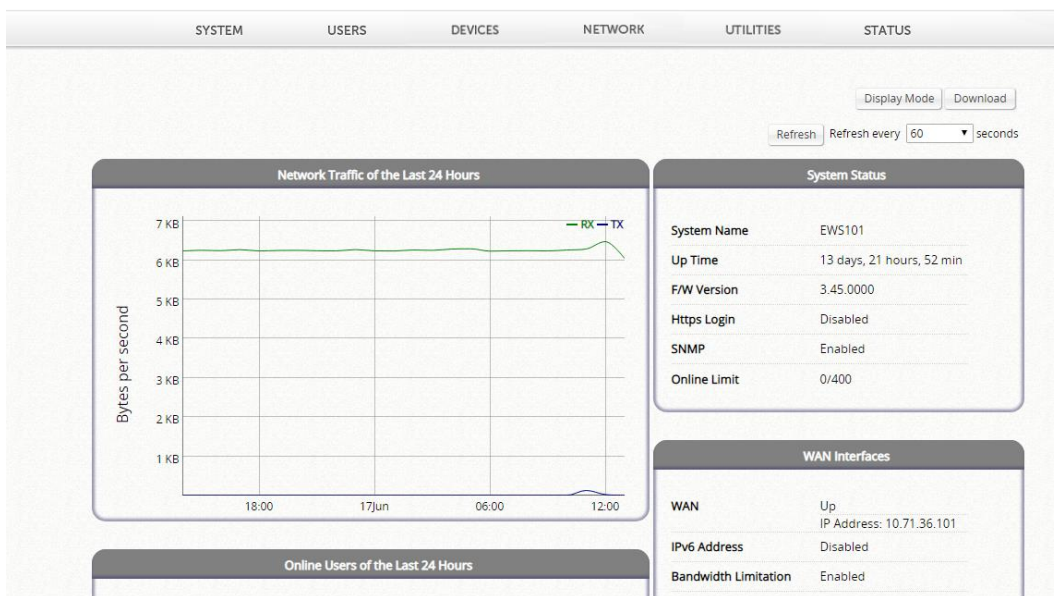 SYSTEM USERS DEVICES NETWORK UTILITIES STATUS
Display Mode Download
Refresh Refresh every 60 seconds
Network Traffic of the Last 24 Hours
7 KB
6 KB
5 KB
4 KB
3 KB
2 KB
1 KB
Bytes per second
RX TX
18:00 17Jun 06:00 12:00
System Status
System Name EWS101
Up Time 13 days, 21 hours, 52 min
F/W Version 3.45.0000
Https Login Disabled
SNMP Enabled
Online Limit 0/400
WAN Interfaces
WAN Up
IP Address: 10.71.36.101
IPv6 Address Disabled
Bandwidth Limitation Enabled
Online Users of the Last 24 Hours